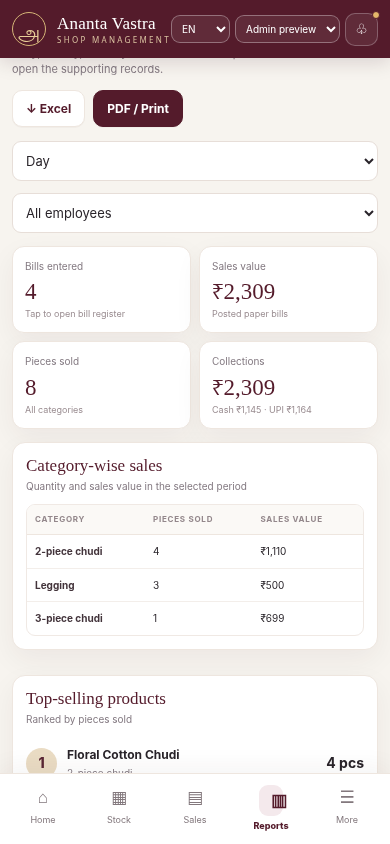 அ
Ananta Vastra
SHOP MANAGEMENT
EN
Admin preview
open the supporting records.
↓ Excel
PDF / Print
Day
All employees
Bills entered
4
Tap to open bill register
Sales value
₹2,309
Posted paper bills
Pieces sold
8
All categories
Collections
₹2,309
Cash ₹1,145 · UPI ₹1,164
Category-wise sales
Quantity and sales value in the selected period
CATEGORY PIECES SOLD SALES VALUE
2-piece chudi 4 ₹1,110
Legging 3 ₹500
3-piece chudi 1 ₹699
Top-selling products
Ranked by pieces sold
1
Floral Cotton Chudi
2-piece chudi
4 pcs
Home
Stock
Sales
Reports
More